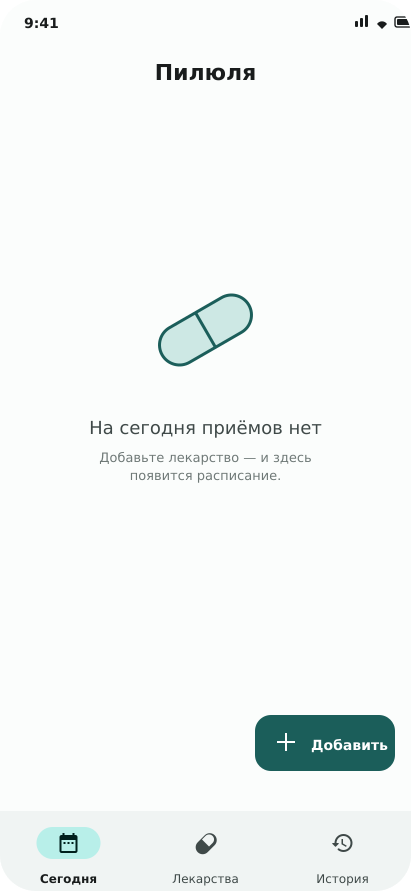 9:41
Пилюля
На сегодня приёмов нет
Добавьте лекарство — и здесь
появится расписание.
Добавить
Сегодня
Лекарства
История